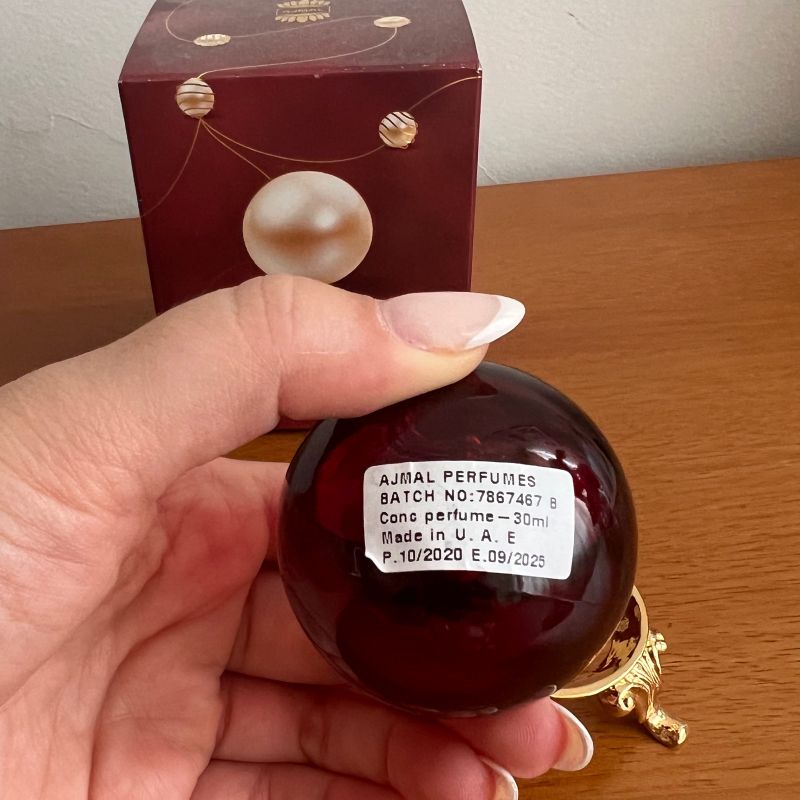 AJMAL PERFUMES
BATCH NO:7867467 B
Conc perfume – 30ml
Made in U. A. E
P.10/2020 E.09/2025